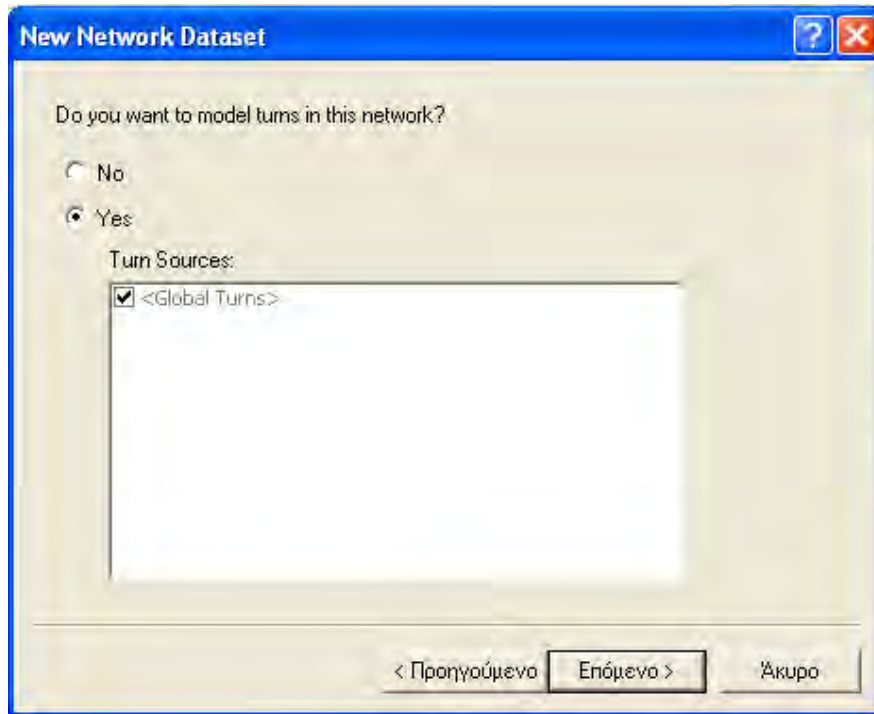 New Network Dataset
Do you want to model turns in this network?
No
Yes
Turn Sources:
<Global Turns>
< Προηγούμενο Επόμενο > Άκυρο